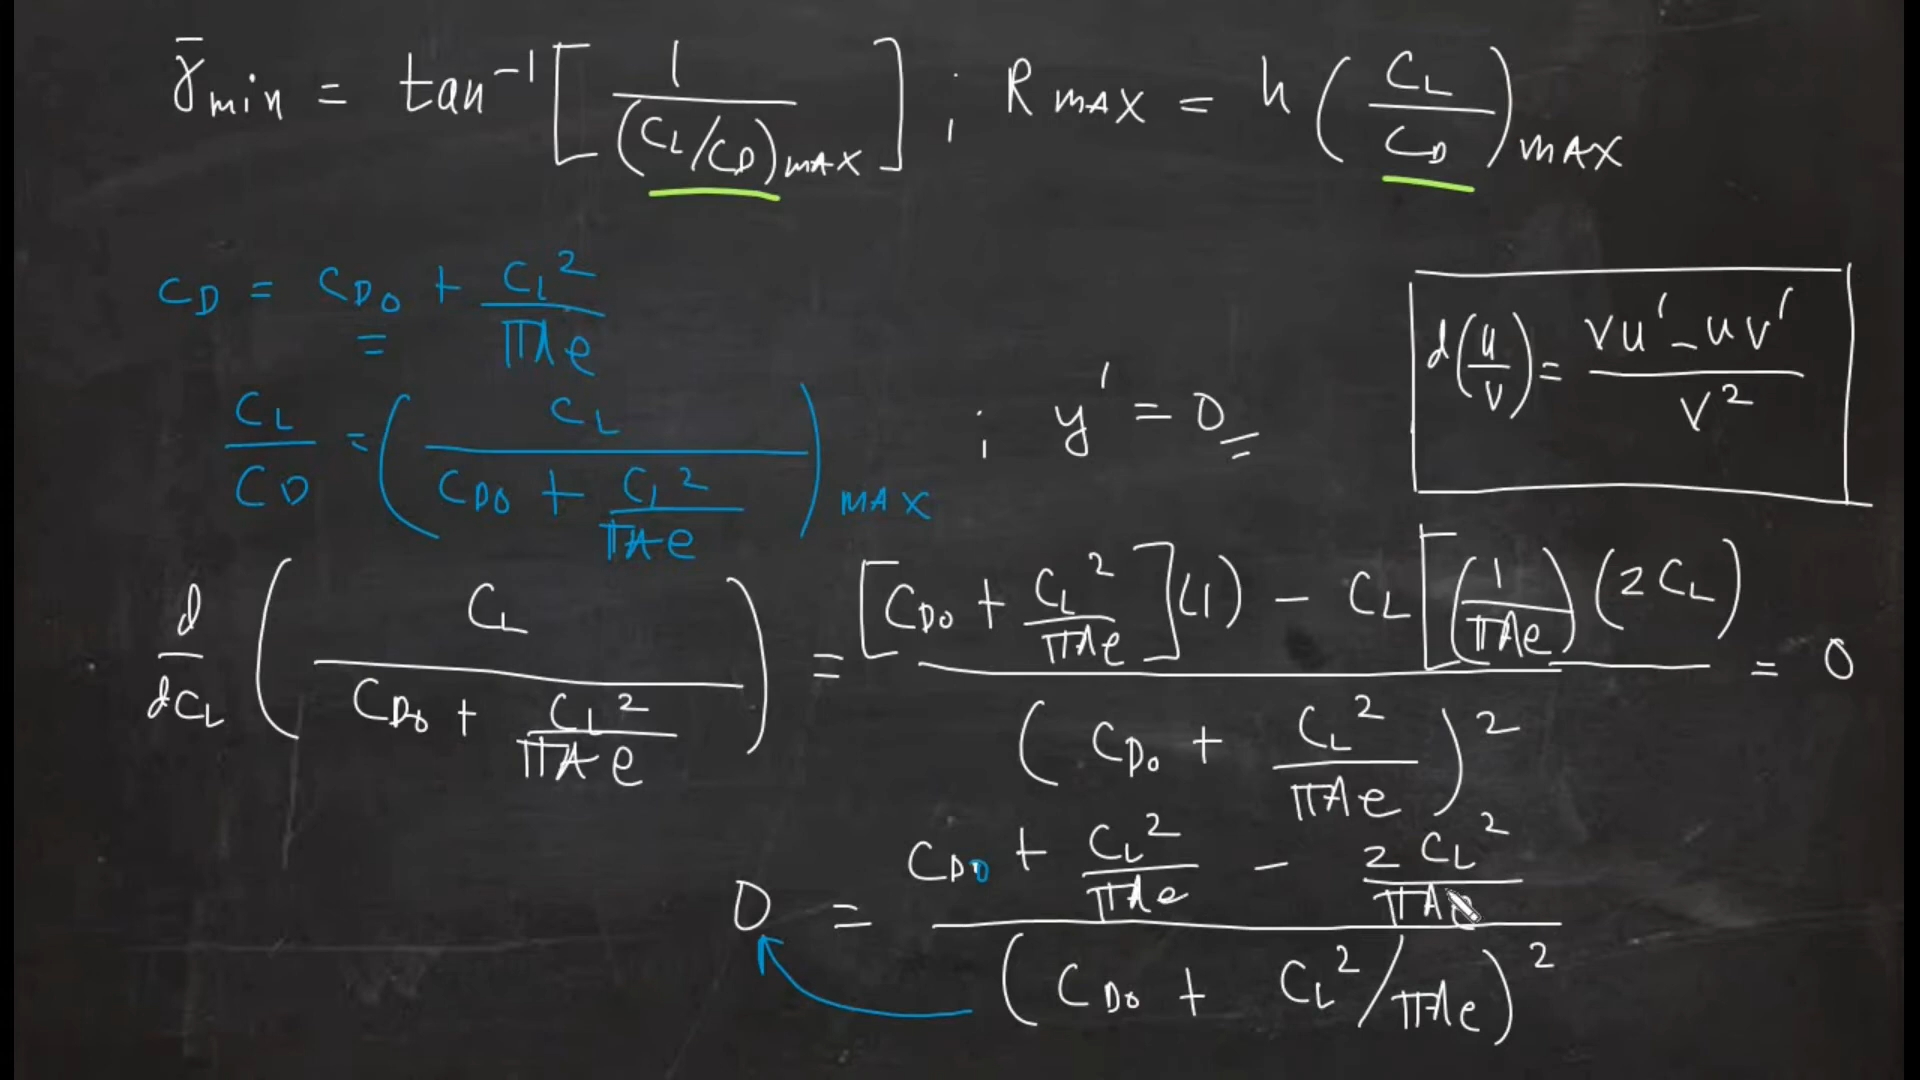 γ̄min = tan⁻¹ [ 1 / (CL/CD)MAX ] ; RMAX = h ( CL / CD )MAX
CD = CD0 + CL² / πAe
CL / CD = ( CL / ( CD0 + CL² / πAe ) ) MAX ; y' = 0
d(u/v) = (vu' - uv') / v²
d / dCL ( CL / ( CD0 + CL² / πAe ) ) = ( [ CD0 + CL² / πAe ] (1) - CL [ (1 / πAe) (2CL) ) / ( CD0 + CL² / πAe )² = 0
0 = ( CD0 + CL² / πAe - 2CL² / πAe ) / ( CD0 + CL² / πAe )²